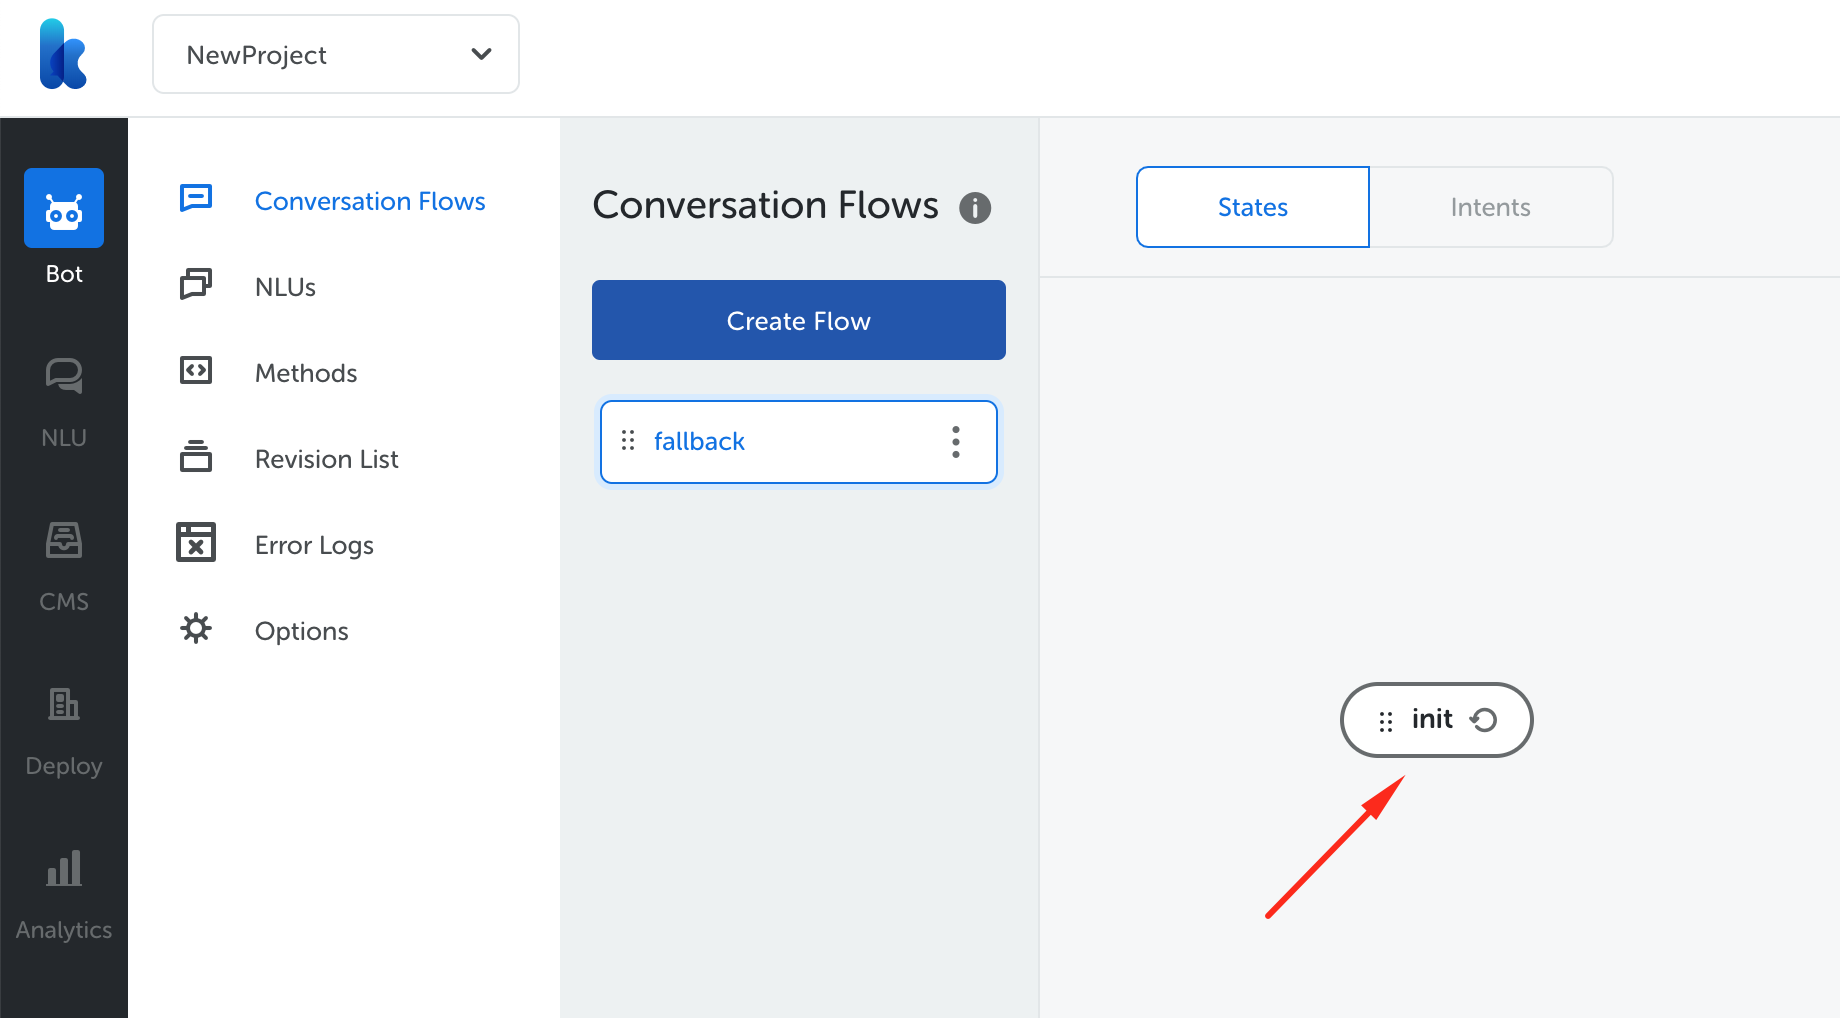 NewProject
Bot
NLU
CMS
Deploy
Analytics
Conversation Flows
NLUs
Methods
Revision List
Error Logs
Options
Conversation Flows
Create Flow
fallback
States
Intents
init